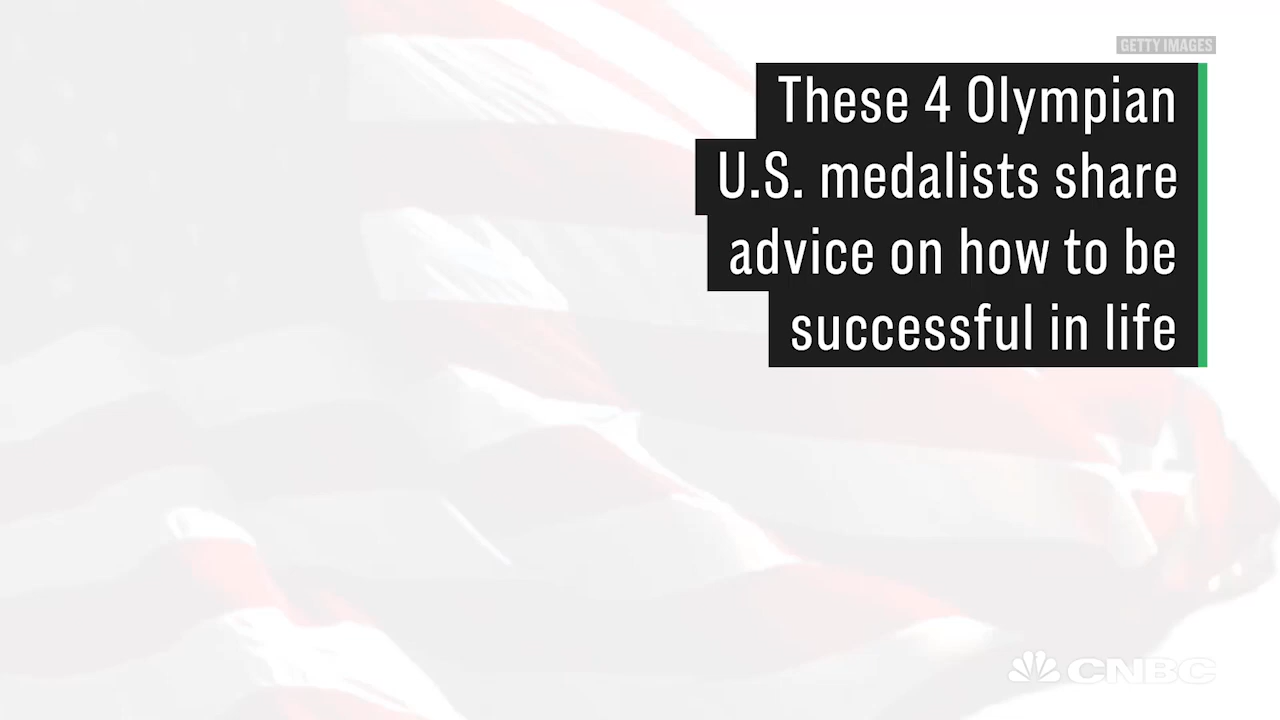 GETTY IMAGES
These 4 Olympian
U.S. medalists share
advice on how to be
successful in life
CNBC